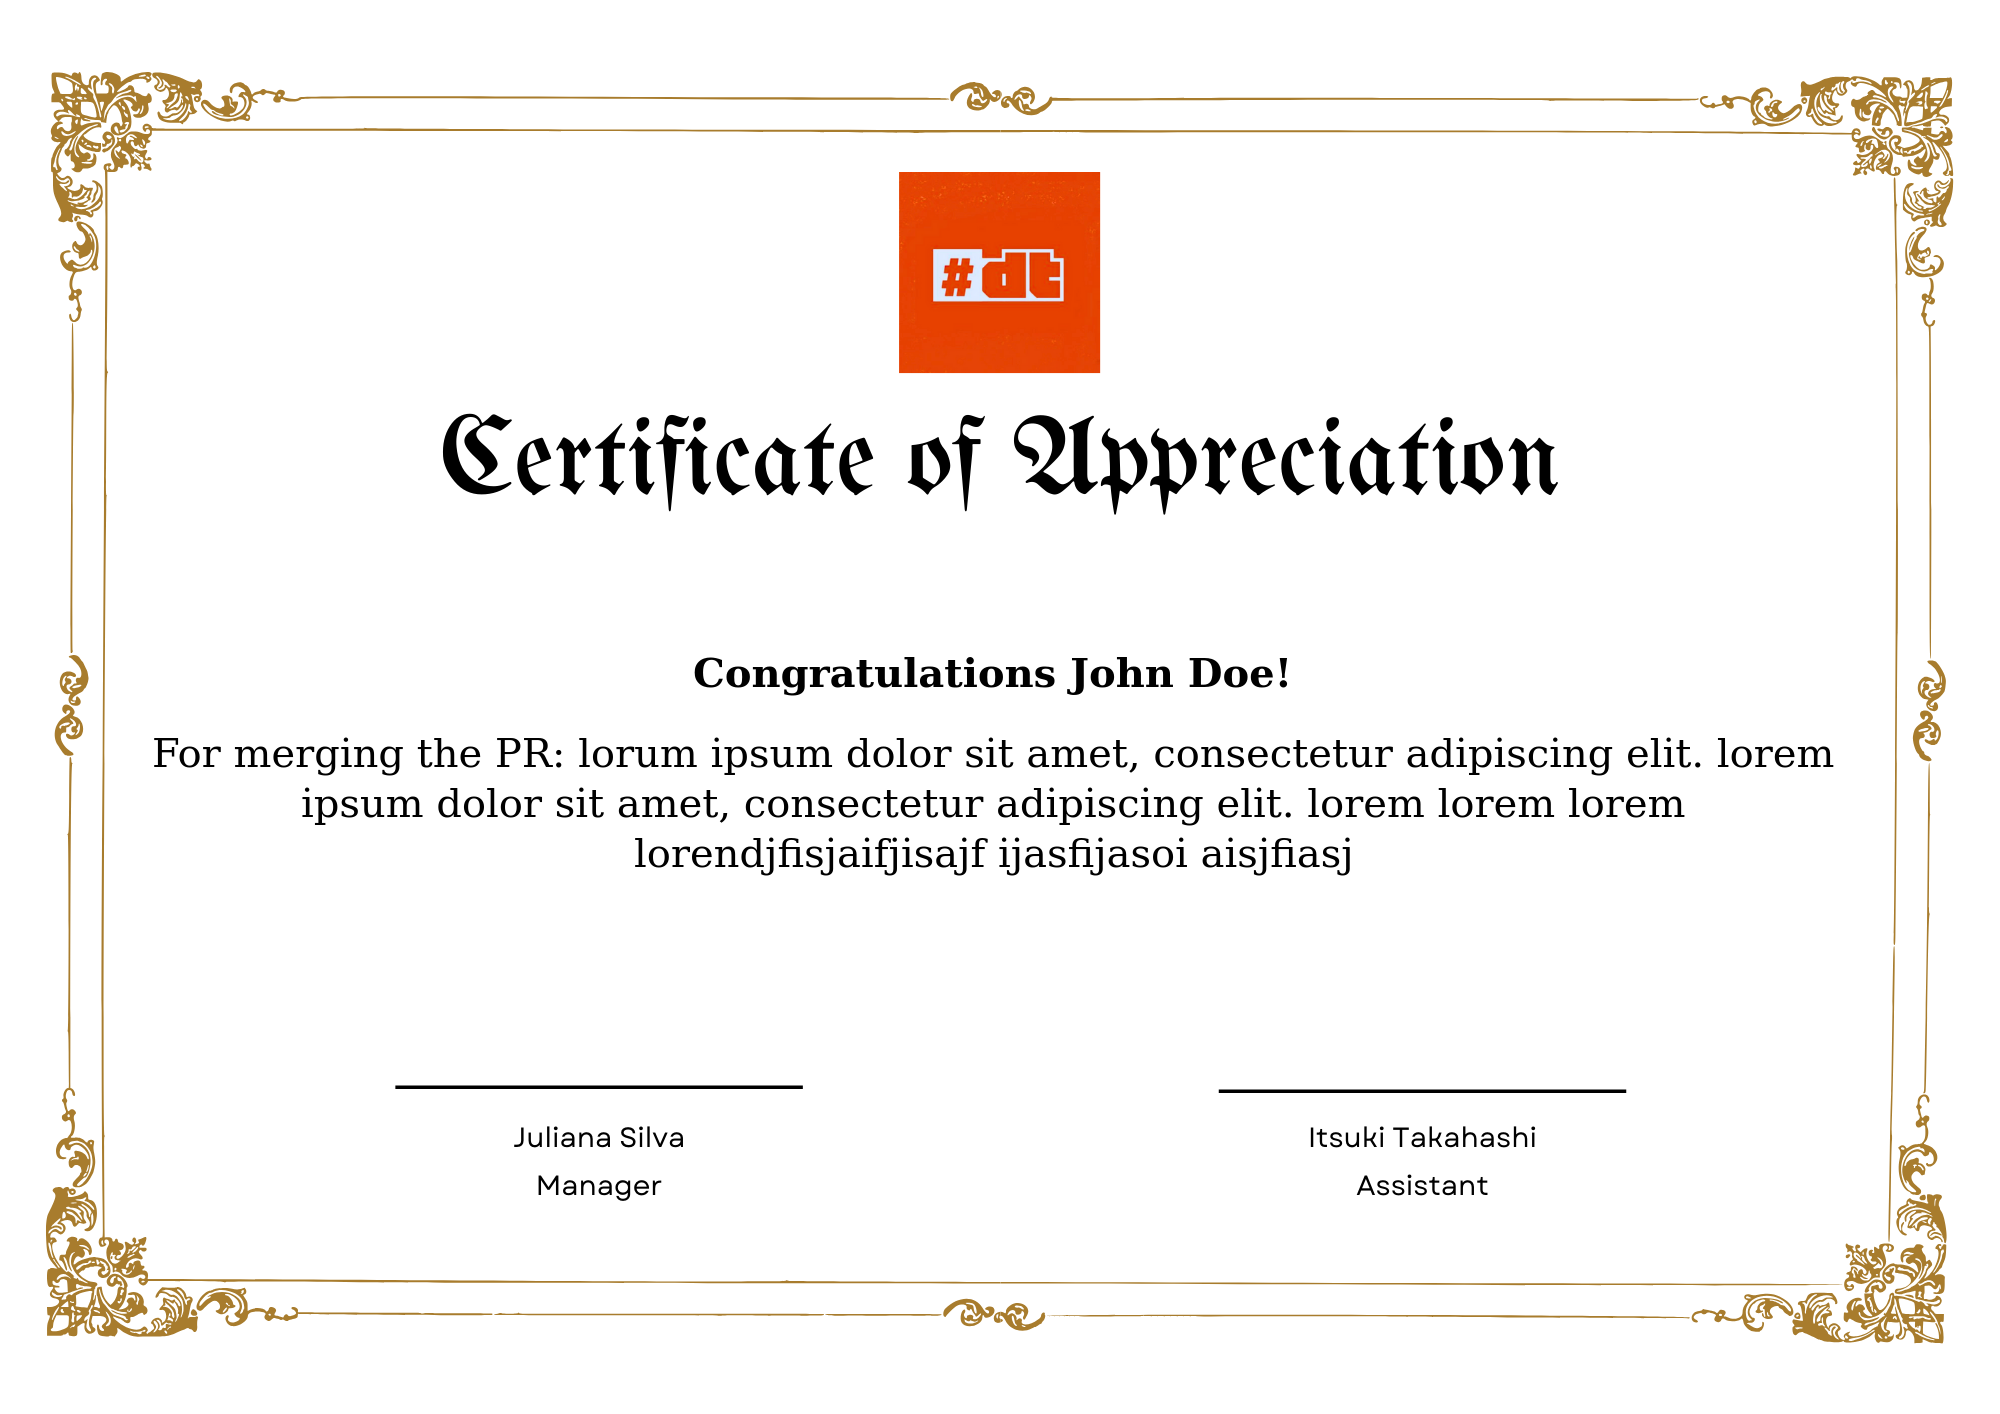 #dt
Certificate of Appreciation
Congratulations John Doe!
For merging the PR: lorum ipsum dolor sit amet, consectetur adipiscing elit. lorem
ipsum dolor sit amet, consectetur adipiscing elit. lorem lorem lorem
lorendjfisjaifjisajf ijasfijasoi aisjfiasj
Juliana Silva
Manager
Itsuki Takahashi
Assistant